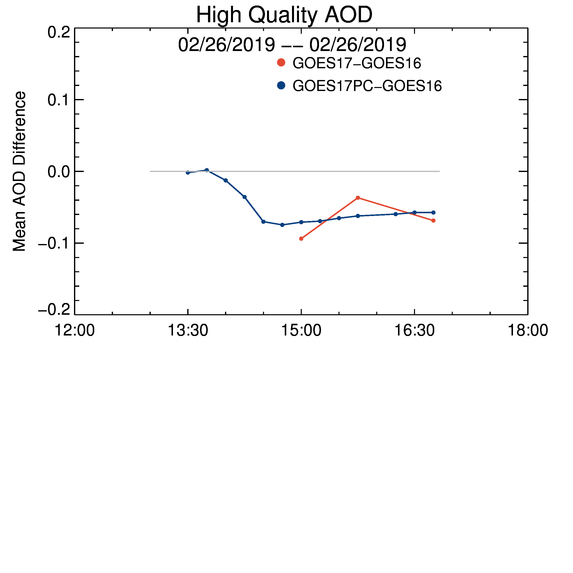 High Quality AOD
02/26/2019 −− 02/26/2019
GOES17−GOES16
GOES17PC−GOES16
Mean AOD Difference
0.2
0.1
0.0
−0.1
−0.2
12:00 13:30 15:00 16:30 18:00